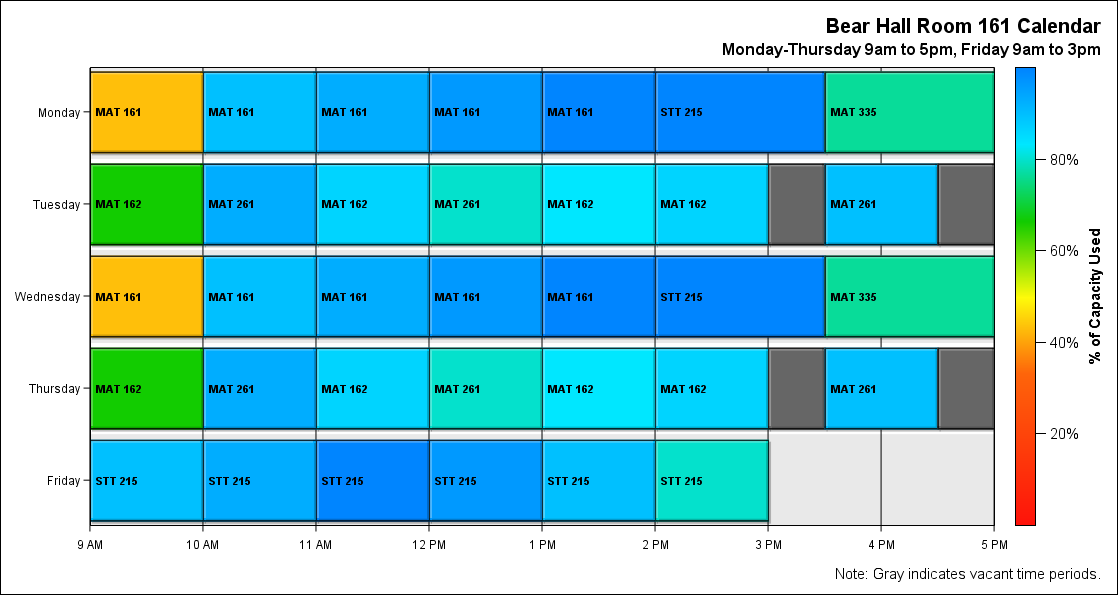 Bear Hall Room 161 Calendar
Monday-Thursday 9am to 5pm, Friday 9am to 3pm
Monday MAT 161 MAT 161 MAT 161 MAT 161 MAT 161 STT 215 MAT 335
Tuesday MAT 162 MAT 261 MAT 162 MAT 261 MAT 162 MAT 162 MAT 261
Wednesday MAT 161 MAT 161 MAT 161 MAT 161 MAT 161 STT 215 MAT 335
Thursday MAT 162 MAT 261 MAT 162 MAT 261 MAT 162 MAT 162 MAT 261
Friday STT 215 STT 215 STT 215 STT 215 STT 215 STT 215
9 AM 10 AM 11 AM 12 PM 1 PM 2 PM 3 PM 4 PM 5 PM
80%
60%
40%
20%
% of Capacity Used
Note: Gray indicates vacant time periods.